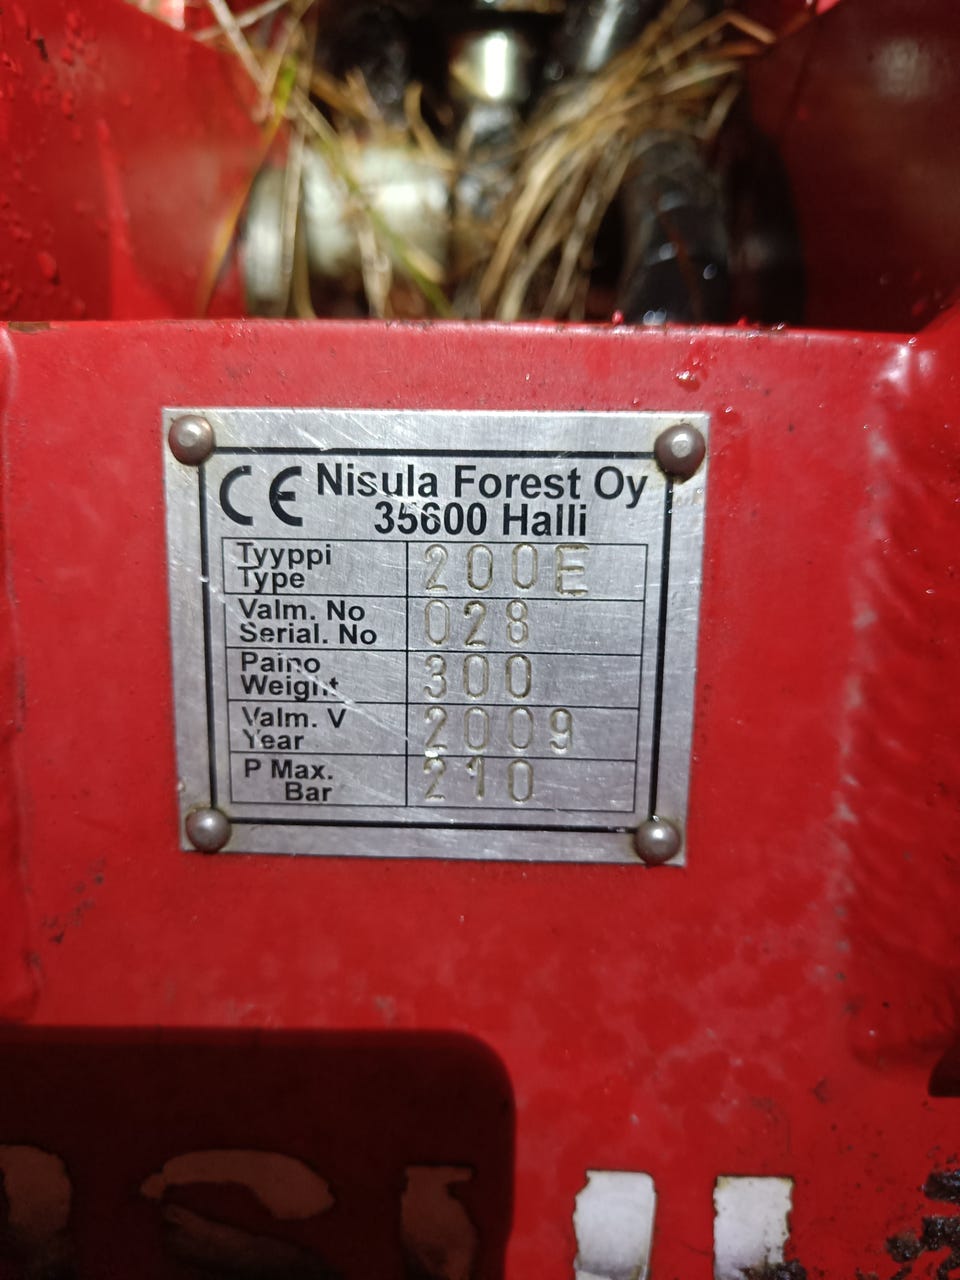 CE Nisula Forest Oy
35600 Halli
Tyyppi
Type
200E
Valm. No
Serial. No
028
Paino
Weight
300
Valm. V
Year
2009
P Max.
Bar
210